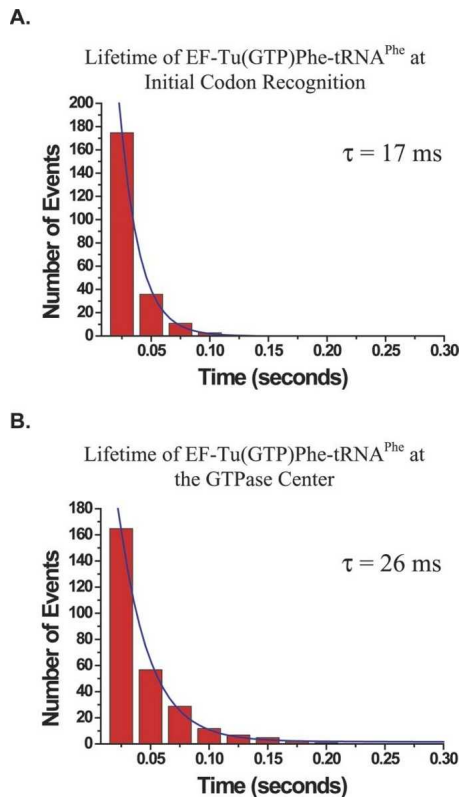 A.
Lifetime of EF-Tu(GTP)Phe-tRNA^Phe at
Initial Codon Recognition
200
180
160
140
120
100
80
60
40
20
0
Number of Events
τ = 17 ms
0.05 0.10 0.15 0.20 0.25 0.30
Time (seconds)
B.
Lifetime of EF-Tu(GTP)Phe-tRNA^Phe at
the GTPase Center
180
160
140
120
100
80
60
40
20
0
Number of Events
τ = 26 ms
0.05 0.10 0.15 0.20 0.25 0.30
Time (seconds)